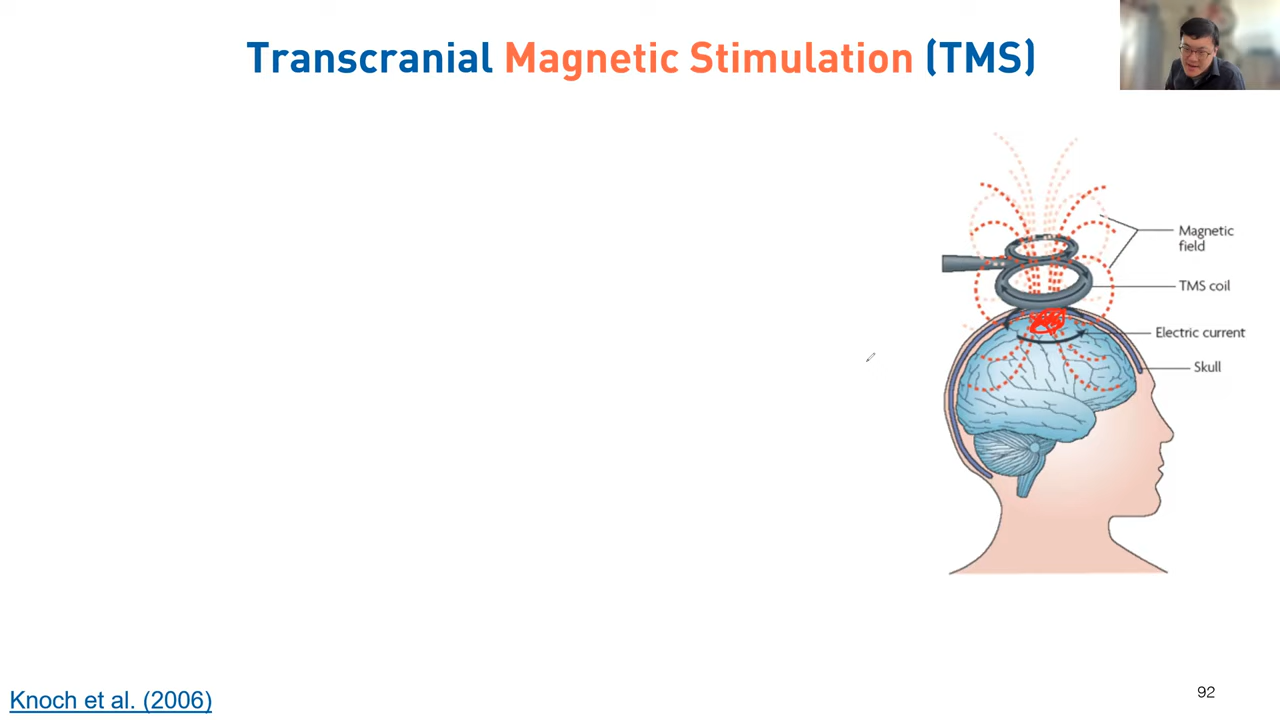 Transcranial Magnetic Stimulation (TMS)
Magnetic
field
TMS coil
Electric current
Skull
Knoch et al. (2006)
92